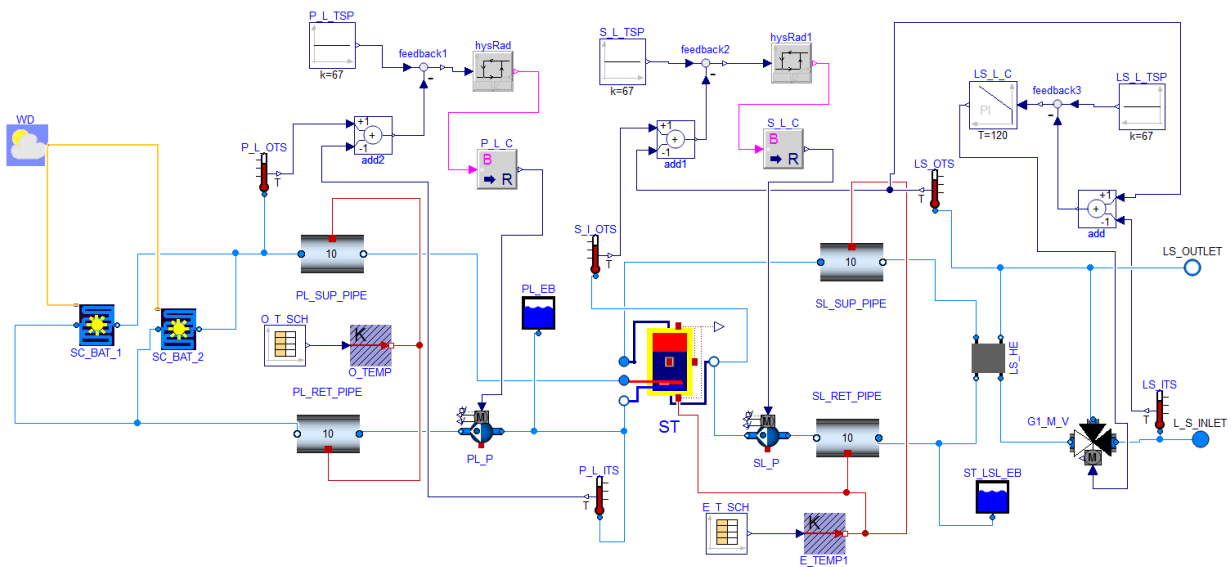 P_L_TSP
k=67
feedback1
hysRad
-
S_L_TSP
k=67
feedback2
hysRad1
-
LS_L_C
PI
T=120
feedback3
-
LS_L_TSP
k=67
WD
P_L_OTS
T
+1
+
-1
add2
P_L_C
B
R
+1
+
-1
add1
S_L_C
B
R
LS_OTS
T
+1
+
-1
add
S_I_OTS
T
10
PL_SUP_PIPE
10
SL_SUP_PIPE
LS_OUTLET
SC_BAT_1
SC_BAT_2
O_T_SCH
K
O_TEMP
PL_EB
ST
LS_HE
PL_RET_PIPE
10
M
PL_P
SL_RET_PIPE
10
M
SL_P
LS_ITS
T
G1_M_V
M
L_S_INLET
P_L_ITS
T
E_T_SCH
K
E_TEMP1
ST_LSL_EB